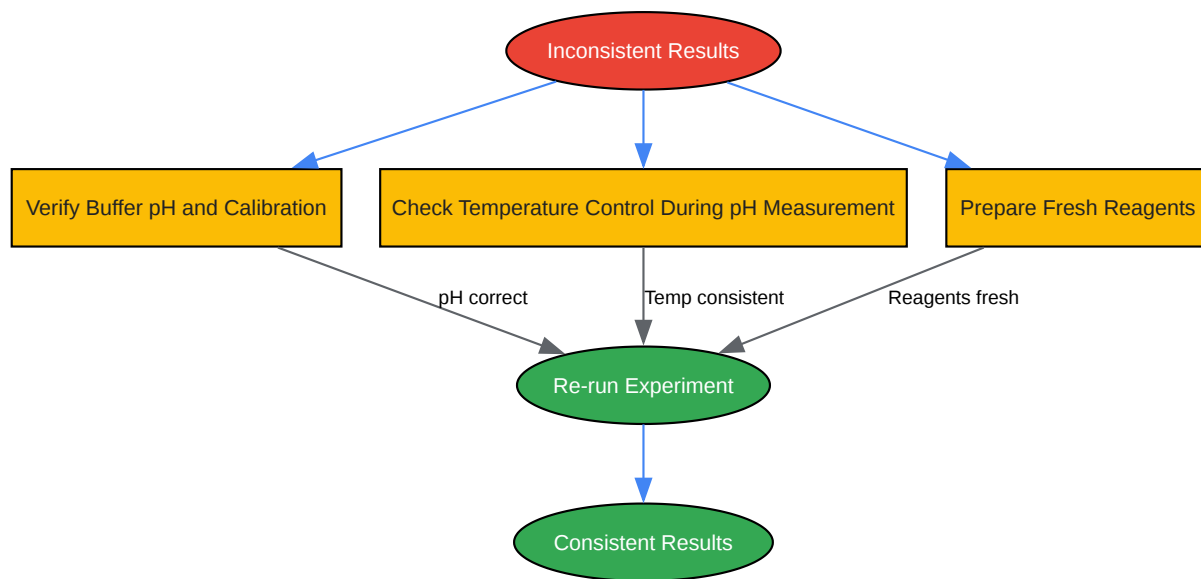 Inconsistent Results
Verify Buffer pH and Calibration
Check Temperature Control During pH Measurement
Prepare Fresh Reagents
pH correct
Temp consistent
Reagents fresh
Re-run Experiment
Consistent Results